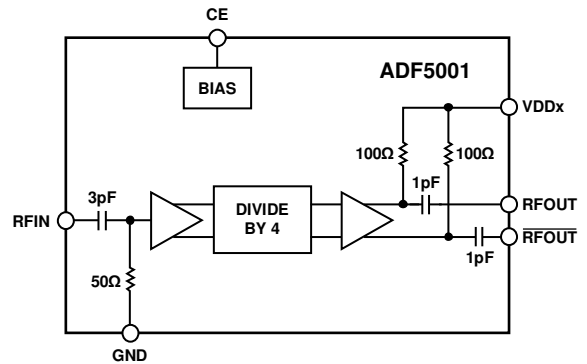 CE
ADF5001
BIAS
VDDx
100Ω
100Ω
3pF
1pF
RFIN
DIVIDE
BY 4
RFOUT
RFOUT
1pF
50Ω
GND